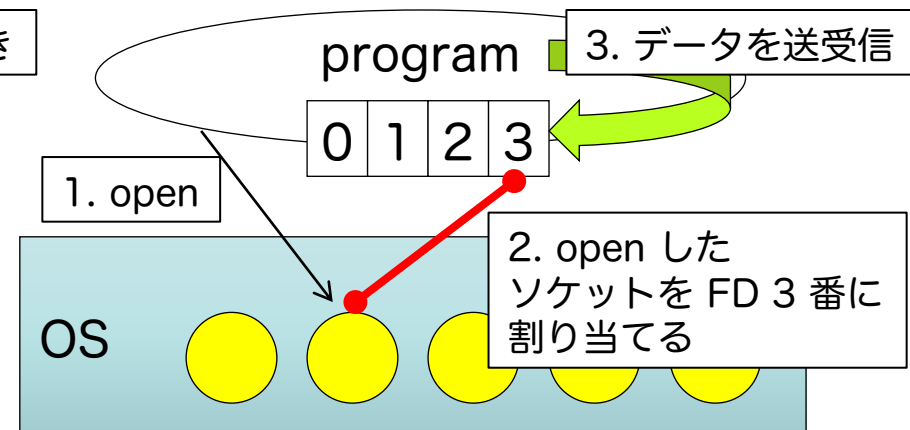 き
program
3. データを送受信
0 1 2 3
1. open
2. open した
ソケットを FD 3 番に
割り当てる
OS